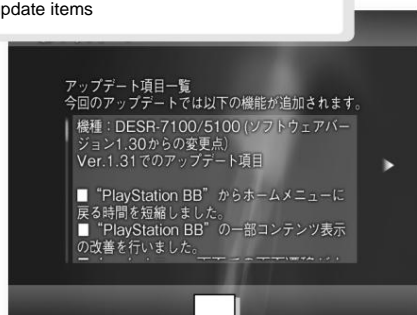 pdate items
アップデート項目一覧
今回のアップデートでは以下の機能が追加されます。
機種：DESR-7100/5100 (ソフトウェアバー
ジョン1.30からの変更点)
Ver.1.31でのアップデート項目
■ “PlayStation BB” からホームメニューに
戻る時間を短縮しました。
■ “PlayStation BB” の一部コンテンツ表示
の改善を行いました。